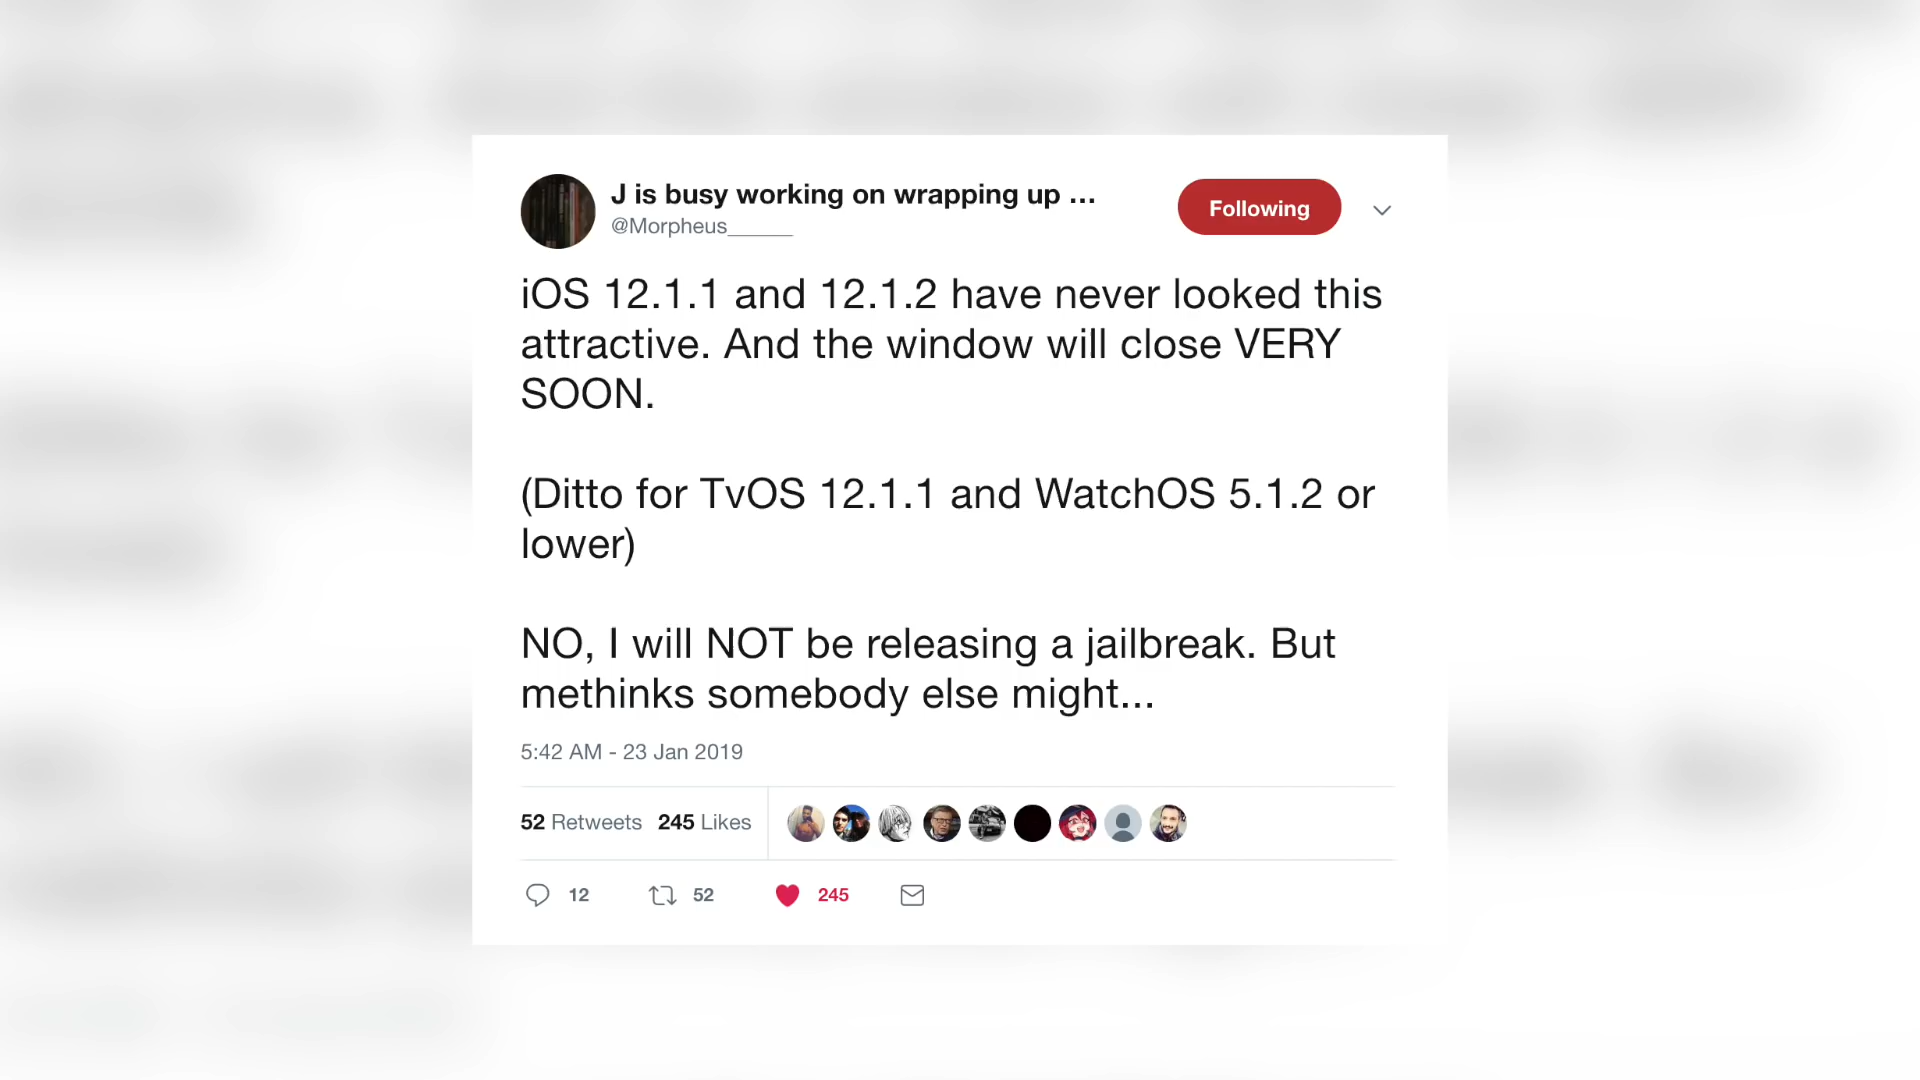 J is busy working on wrapping up ...
@Morpheus______
Following
iOS 12.1.1 and 12.1.2 have never looked this
attractive. And the window will close VERY
SOON.
(Ditto for TvOS 12.1.1 and WatchOS 5.1.2 or
lower)
NO, I will NOT be releasing a jailbreak. But
methinks somebody else might...
5:42 AM - 23 Jan 2019
52 Retweets 245 Likes
12 52 245